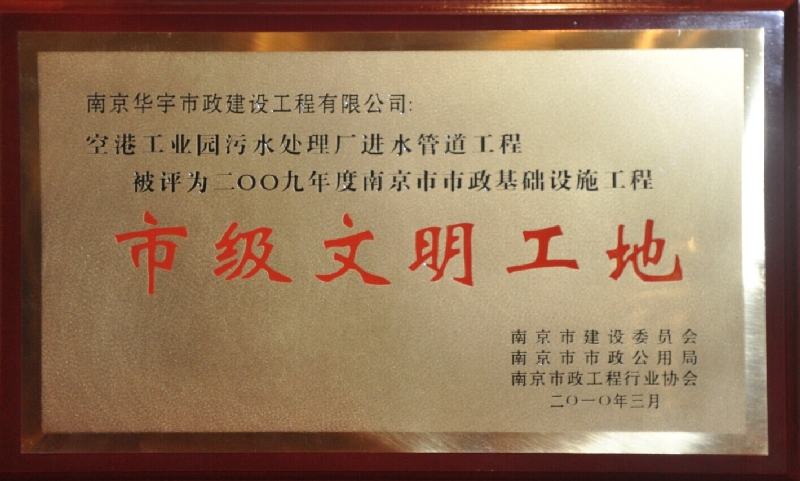 南京华宇市政建设工程有限公司:
空港工业园污水处理厂进水管道工程
被评为二〇〇九年度南京市市政基础设施工程
市级文明工地
南京市建设委员会
南京市市政公用局
南京市政工程行业协会
二〇一〇年三月